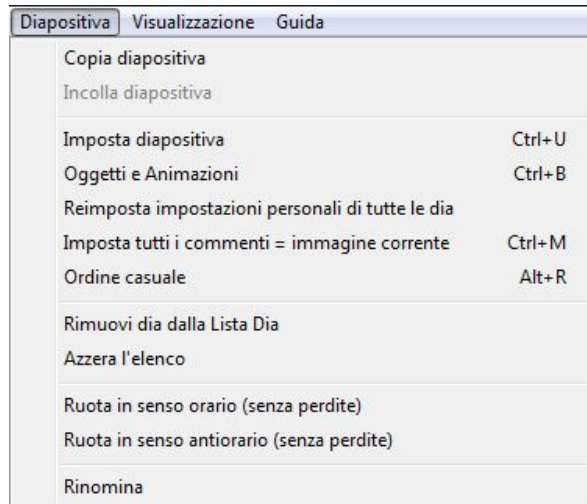 Diapositiva Visualizzazione Guida
Copia diapositiva
Incolla diapositiva
Imposta diapositiva Ctrl+U
Oggetti e Animazioni Ctrl+B
Reimposta impostazioni personali di tutte le dia
Imposta tutti i commenti = immagine corrente Ctrl+M
Ordine casuale Alt+R
Rimuovi dia dalla Lista Dia
Azzera l'elenco
Ruota in senso orario (senza perdite)
Ruota in senso antiorario (senza perdite)
Rinomina